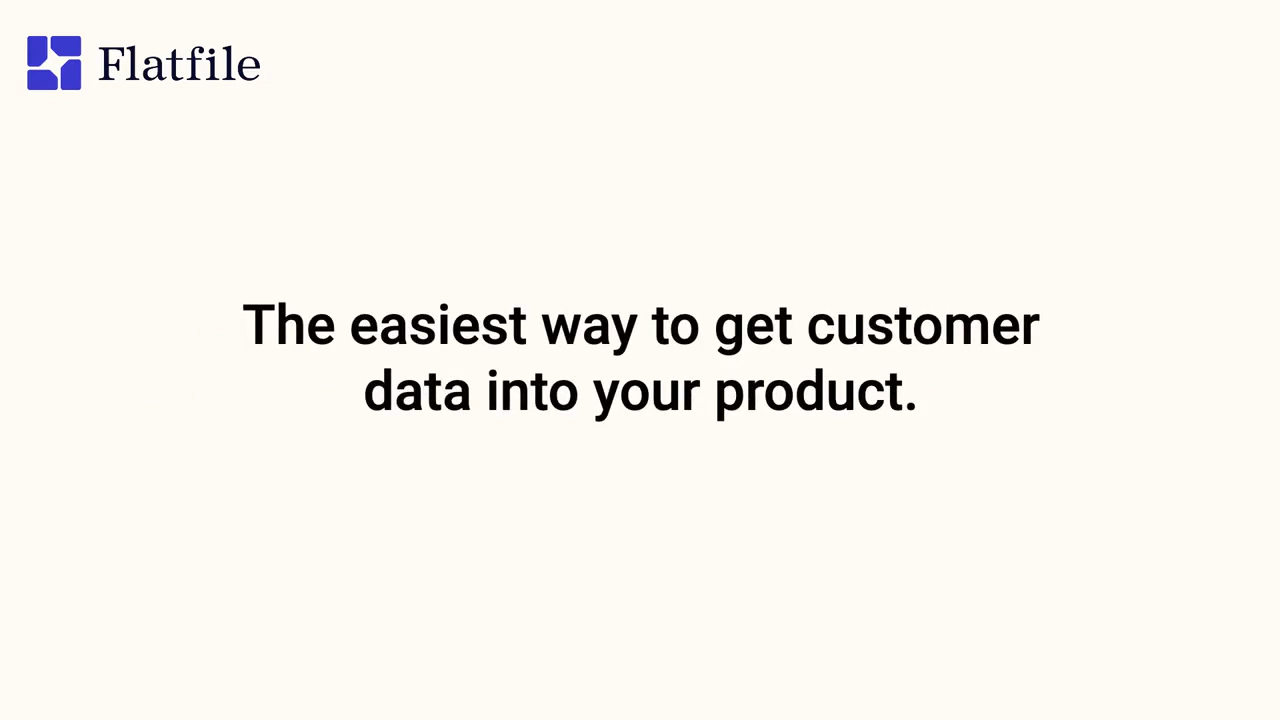 Flatfile
The easiest way to get customer
data into your product.